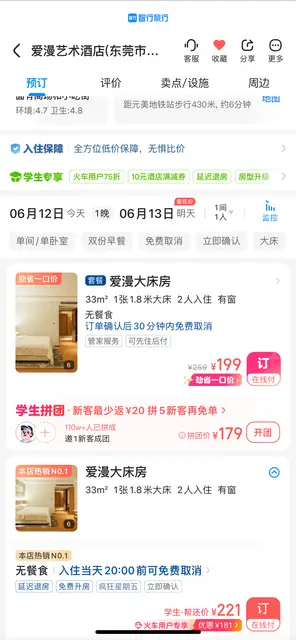 智行旅行
爱漫艺术酒店(东莞市...
客服
收藏
分享
更多
预订
评价
卖点/设施
周边
环境:4.7 卫生:4.8
距元美地铁站步行430米, 约6分钟
地图
入住保障 全方位低价保障,无惧比价
学生专享 火车用户75折 10元酒店满减券 延迟退房 房型升级
06月12日今天 1晚 06月13日明天
1间
1人
监控
单间/单卧室 双份早餐 免费取消 立即确认 大床
劲省一口价
套餐 爱漫大床房
33m² 1张1.8米大床 2人入住 有窗
无餐食
订单确认后30分钟内免费取消
管家服务 可先住后付
6
¥259 ¥199
劲省一口价
订
在线付
学生拼团·新客最少返¥20 拼5新客再免单
110w+人已拼成
邀1新客成团
拼团价¥179
开团
本店热销NO.1
爱漫大床房
33m² 1张1.8米大床 2人入住 有窗
6
本店热销NO.1
无餐食 入住当天20:00前可免费取消
延迟退房 免费升房 疯狂星期五 立即确认
学生·帮还价 ¥221
火车用户专享 优惠¥181
订
在线付